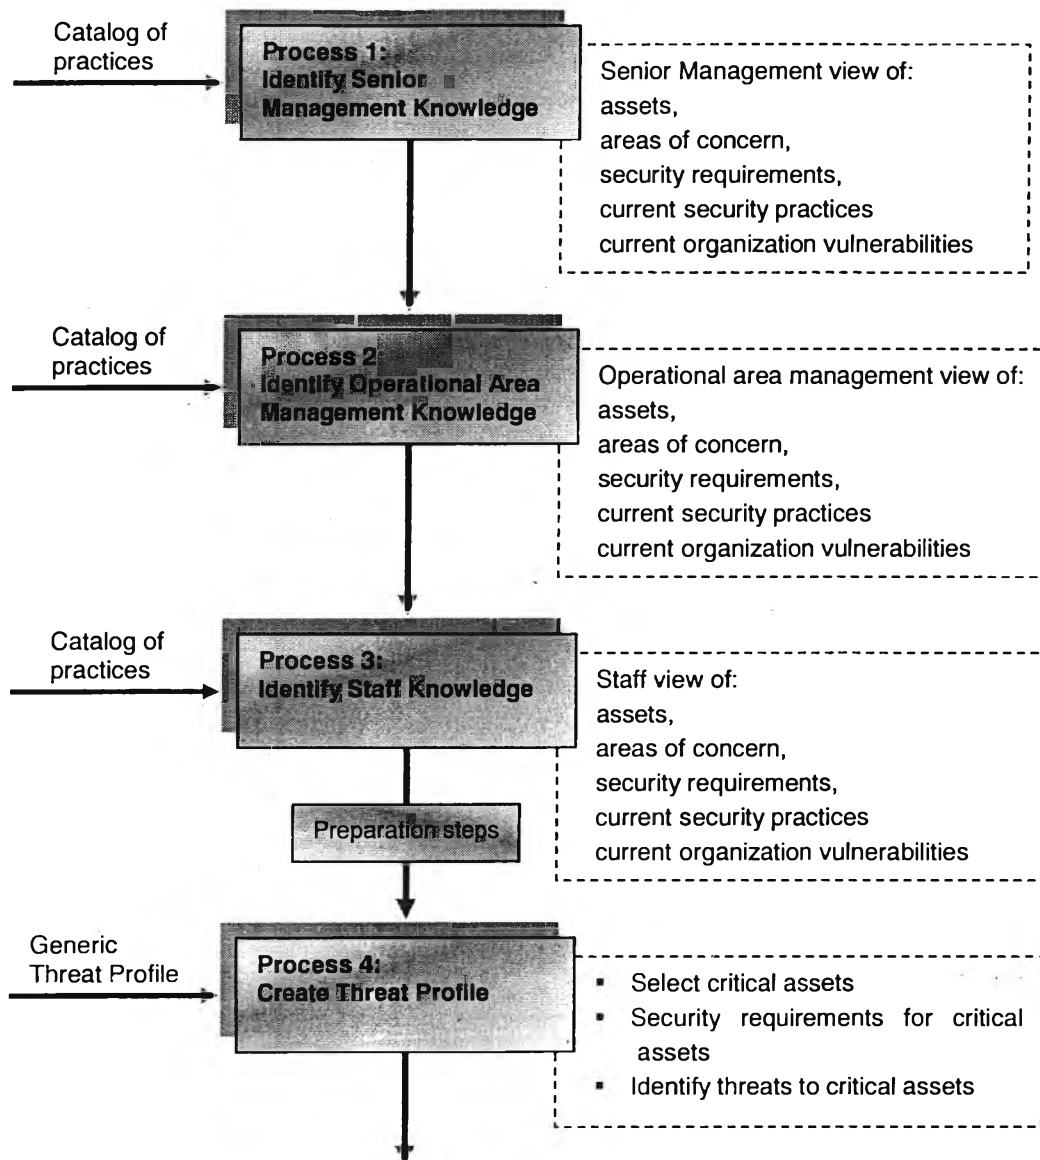 Catalog of
practices
Process 1:
Identify Senior
Management Knowledge
Senior Management view of:
assets,
areas of concern,
security requirements,
current security practices
current organization vulnerabilities
Catalog of
practices
Process 2
Identify Operational Area
Management Knowledge
Operational area management view of:
assets,
areas of concern,
security requirements,
current security practices
current organization vulnerabilities
Catalog of
practices
Process 3:
Identify Staff Knowledge
Staff view of:
assets,
areas of concern,
security requirements,
current security practices
current organization vulnerabilities
Preparation steps
Generic
Threat Profile
Process 4:
Create Threat Profile
▪ Select critical assets
▪ Security requirements for critical
assets
▪ Identify threats to critical assets